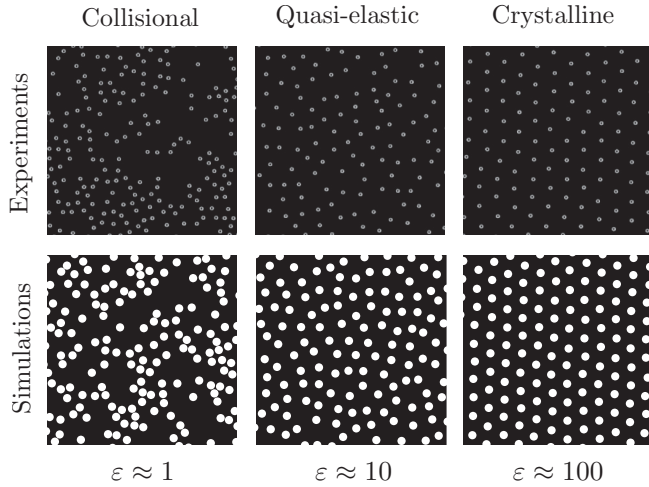 Collisional Quasi-elastic Crystalline
Experiments
Simulations
ε ≈ 1 ε ≈ 10 ε ≈ 100